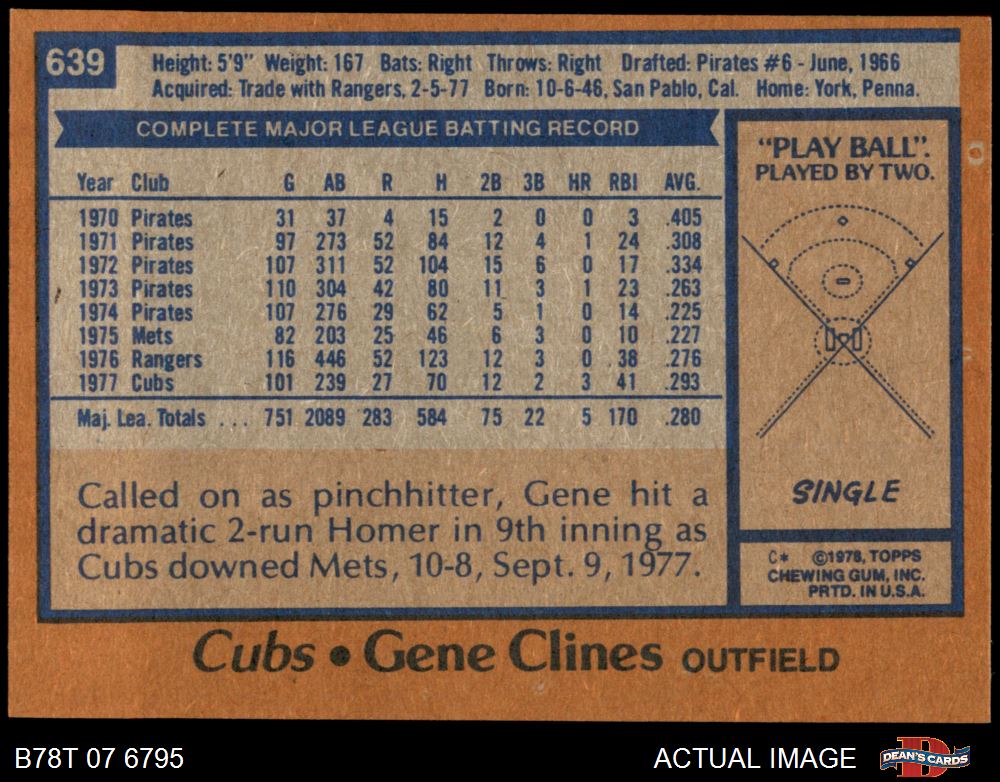 639
Height: 5'9" Weight: 167 Bats: Right Throws: Right Drafted: Pirates #6 - June, 1966
Acquired: Trade with Rangers, 2-5-77 Born: 10-6-46, San Pablo, Cal. Home: York, Penna.
COMPLETE MAJOR LEAGUE BATTING RECORD
Year Club G AB R H 2B 3B HR RBI AVG.
1970 Pirates 31 37 4 15 2 0 0 3 .405
1971 Pirates 97 273 52 84 12 4 1 24 .308
1972 Pirates 107 311 52 104 15 6 0 17 .334
1973 Pirates 110 304 42 80 11 3 1 23 .263
1974 Pirates 107 276 29 62 5 1 0 14 .225
1975 Mets 82 203 25 46 6 3 0 10 .227
1976 Rangers 116 446 52 123 12 3 0 38 .276
1977 Cubs 101 239 27 70 12 2 3 41 .293
Maj. Lea. Totals ... 751 2089 283 584 75 22 5 170 .280
Called on as pinchhitter, Gene hit a
dramatic 2-run Homer in 9th inning as
Cubs downed Mets, 10-8, Sept. 9, 1977.
"PLAY BALL".
PLAYED BY TWO.
SINGLE
C* ©1978, TOPPS
CHEWING GUM, INC.
PRTD. IN U.S.A.
Cubs • Gene Clines OUTFIELD
B78T 07 6795
ACTUAL IMAGE
DEAN'S CARDS